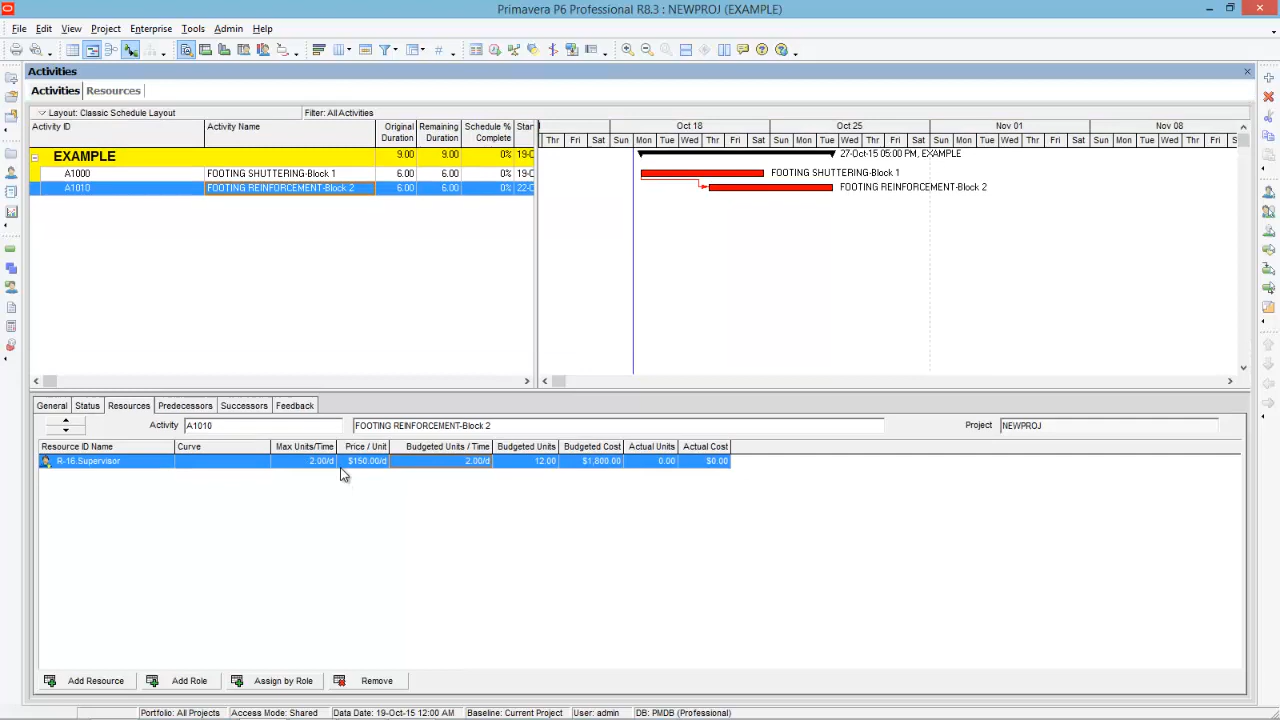 Primavera P6 Professional R8.3 : NEWPROJ (EXAMPLE)
File Edit View Project Enterprise Tools Admin Help
Activities
Activities Resources
Layout: Classic Schedule Layout Filter: All Activities
Activity ID Activity Name Original Duration Remaining Duration Schedule % Complete Star
Oct 18 Oct 25 Nov 01 Nov 08
Thr Fri Sat Sun Mon Tue Wed Thr Fri Sat Sun Mon Tue Wed Thr Fri Sat Sun Mon Tue Wed Thr Fri Sat Sun Mon Tue Wed Thr Fri Sat
EXAMPLE 9.00 9.00 0% 19-O 27-Oct-15 05:00 PM, EXAMPLE
A1000 FOOTING SHUTTERING-Block 1 6.00 6.00 0% 19-O FOOTING SHUTTERING-Block 1
A1010 FOOTING REINFORCEMENT-Block 2 6.00 6.00 0% 22-O FOOTING REINFORCEMENT-Block 2
General Status Resources Predecessors Successors Feedback
Activity A1010 FOOTING REINFORCEMENT-Block 2 Project NEWPROJ
Resource ID Name Curve Max Units/Time Price / Unit Budgeted Units / Time Budgeted Units Budgeted Cost Actual Units Actual Cost
R-16.Supervisor 2.00/d $150.00/d 2.00/d 12.00 $1,800.00 0.00 $0.00
Add Resource Add Role Assign by Role Remove
Portfolio: All Projects Access Mode: Shared Data Date: 19-Oct-15 12:00 AM Baseline: Current Project User: admin DB: PMDB (Professional)